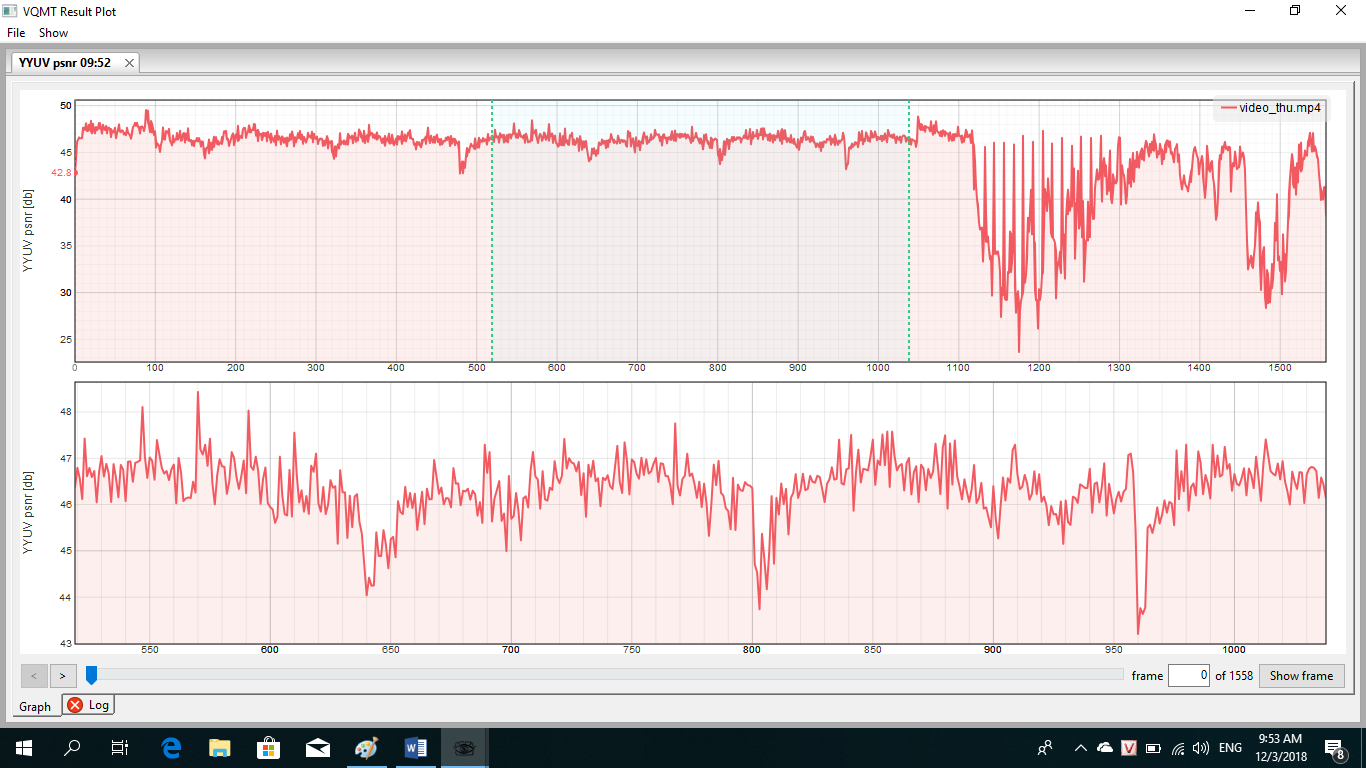 VQMT Result Plot
File Show
YYUV psnr 09:52
video_thu.mp4
YYUV psnr [db]
50
45
42.8
40
35
30
25
0 100 200 300 400 500 600 700 800 900 1000 1100 1200 1300 1400 1500
YYUV psnr [db]
48
47
46
45
44
43
550 600 650 700 750 800 850 900 950 1000
< > frame 0 of 1558 Show frame
Graph Log
ENG
9:53 AM
12/3/2018
8